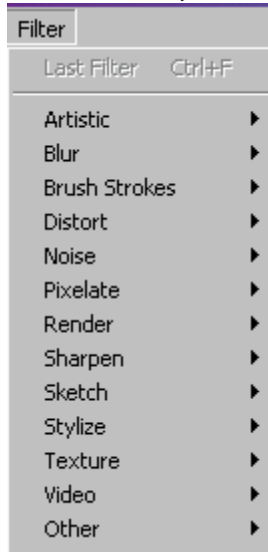 Filter
Last Filter Ctrl+F
Artistic
Blur
Brush Strokes
Distort
Noise
Pixelate
Render
Sharpen
Sketch
Stylize
Texture
Video
Other